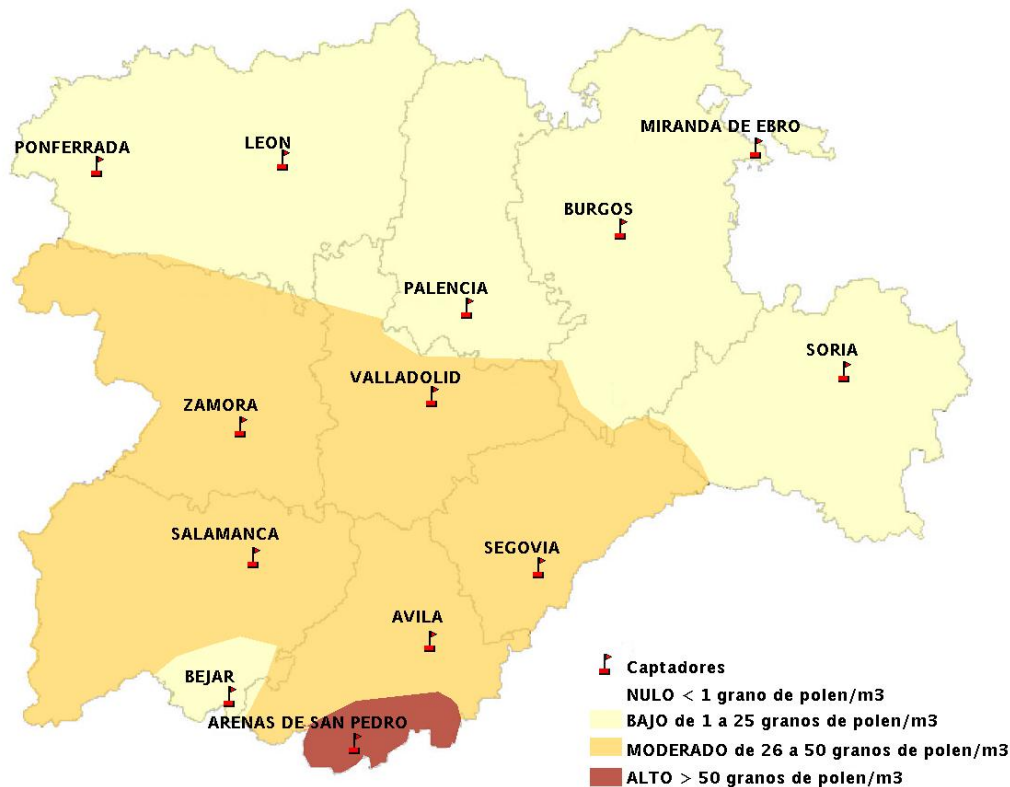 MIRANDA DE EBRO
PONFERRADA
LEON
BURGOS
PALENCIA
SORIA
VALLADOLID
ZAMORA
SALAMANCA
SEGOVIA
AVILA
BEJAR
ARENAS DE SAN PEDRO
Captadores
NULO < 1 grano de polen/m3
BAJO de 1 a 25 granos de polen/m3
MODERADO de 26 a 50 granos de polen/m3
ALTO > 50 granos de polen/m3